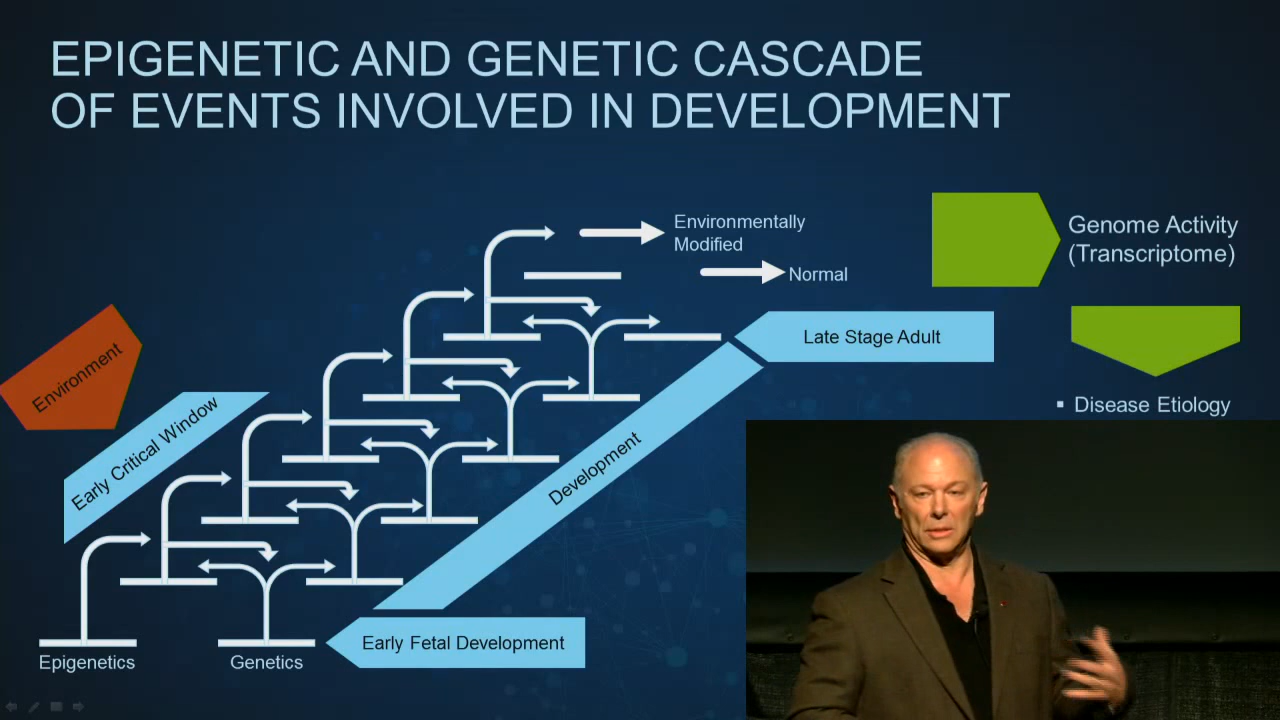 EPIGENETIC AND GENETIC CASCADE
OF EVENTS INVOLVED IN DEVELOPMENT
Environmentally
Modified
Normal
Genome Activity
(Transcriptome)
Environment
Early Critical Window
Late Stage Adult
Disease Etiology
Development
Early Fetal Development
Epigenetics
Genetics